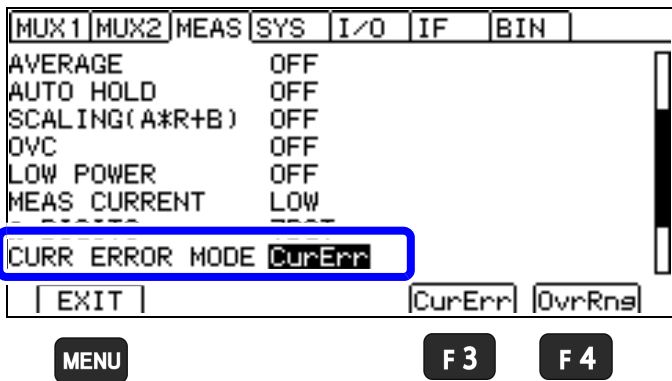 MUX1 MUX2 MEAS SYS I/O IF BIN
AVERAGE OFF
AUTO HOLD OFF
SCALING(A*R+B) OFF
OVC OFF
LOW POWER OFF
MEAS CURRENT LOW
CURR ERROR MODE CurErr
EXIT CurErr OvrRng
MENU F3 F4